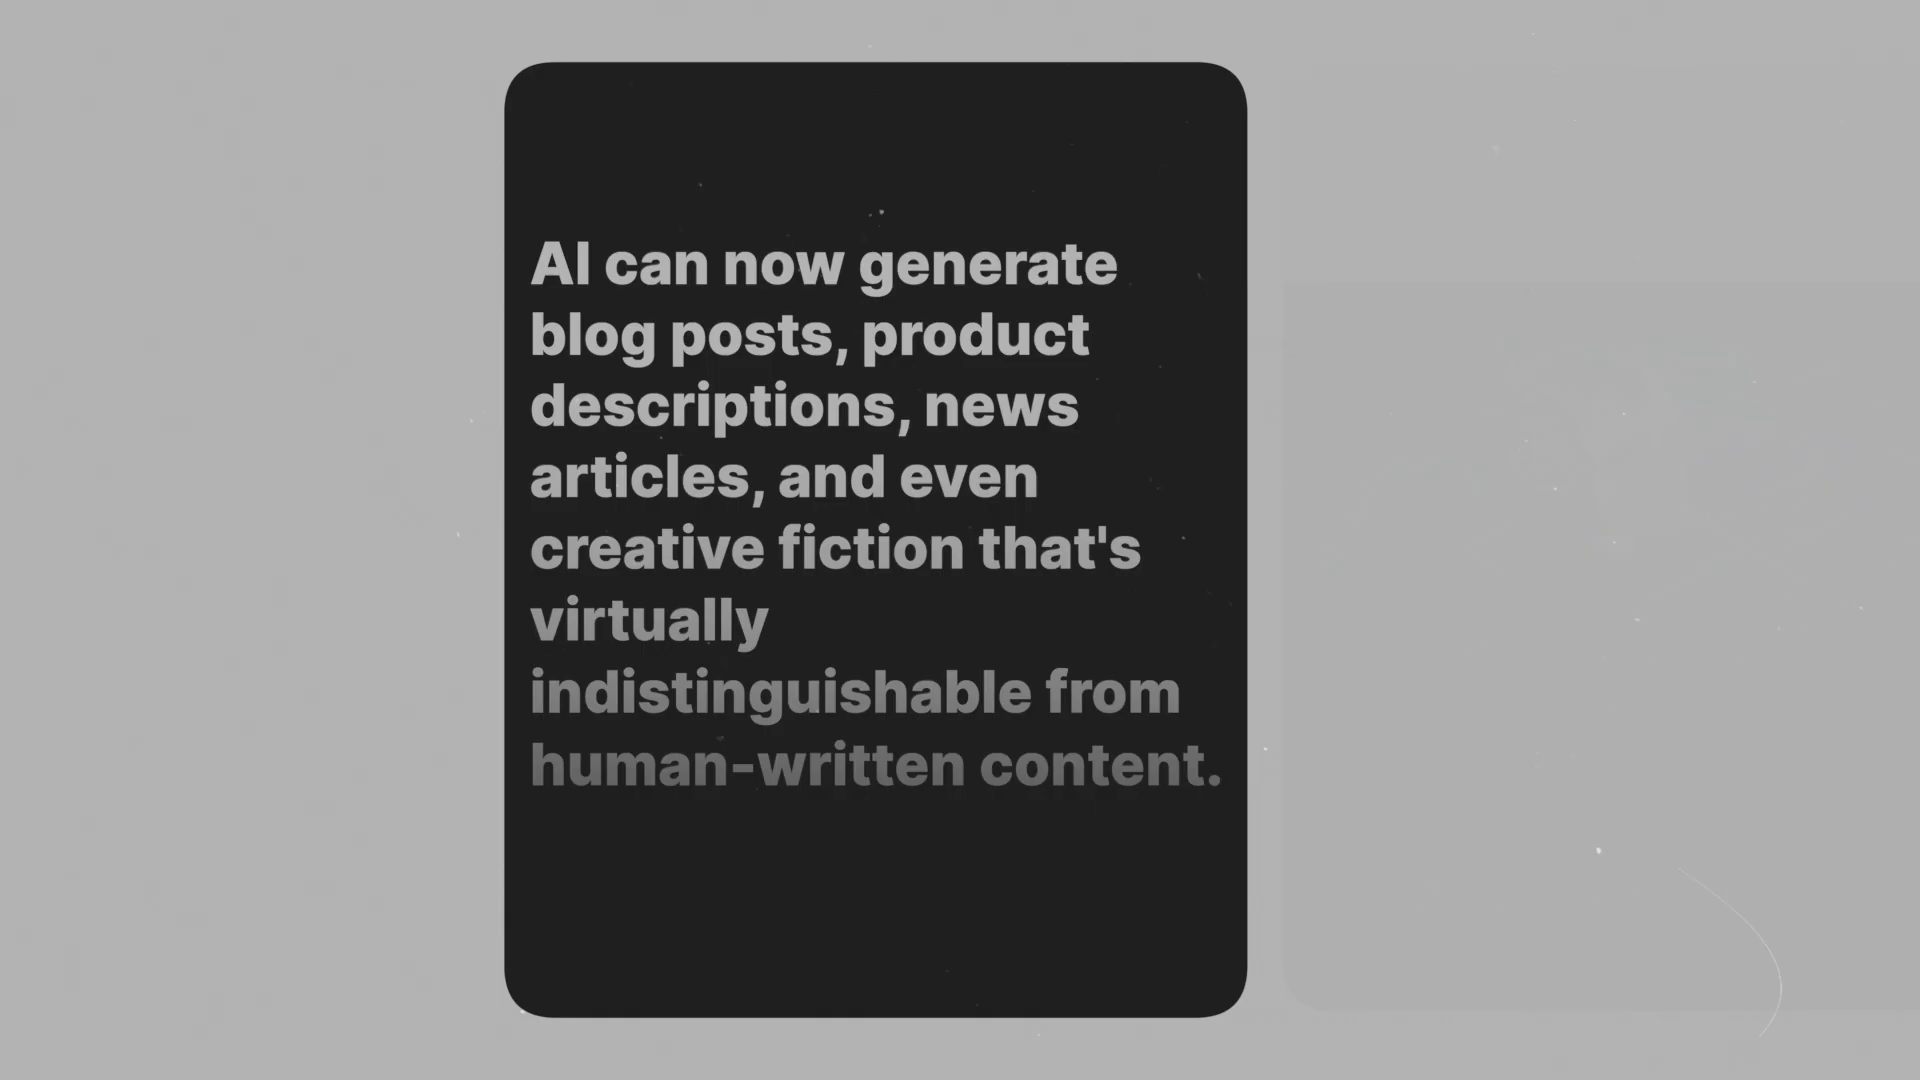 AI can now generate
blog posts, product
descriptions, news
articles, and even
creative fiction that's
virtually
indistinguishable from
human-written content.